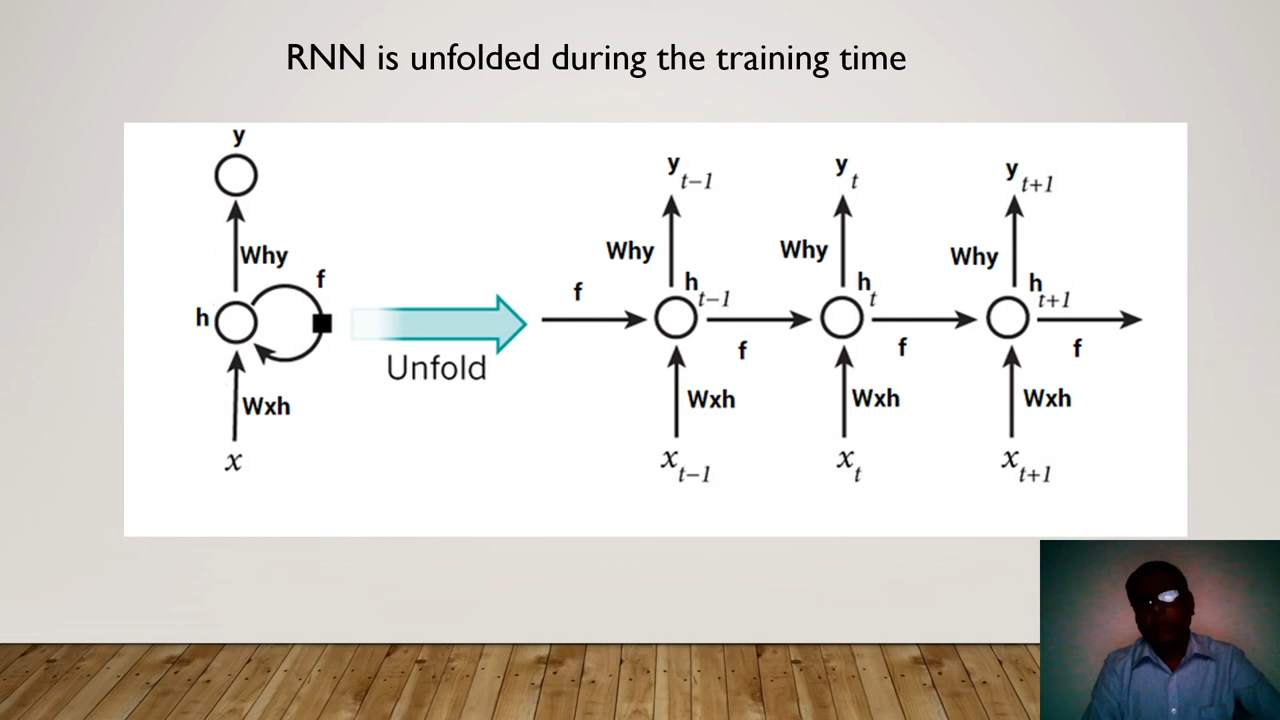 RNN is unfolded during the training time
y
Why
f
h
Wxh
x
Unfold
f
y t−1
Why
h t−1
f
Wxh
x t−1
y t
Why
h t
f
Wxh
x t
y t+1
Why
h t+1
f
Wxh
x t+1